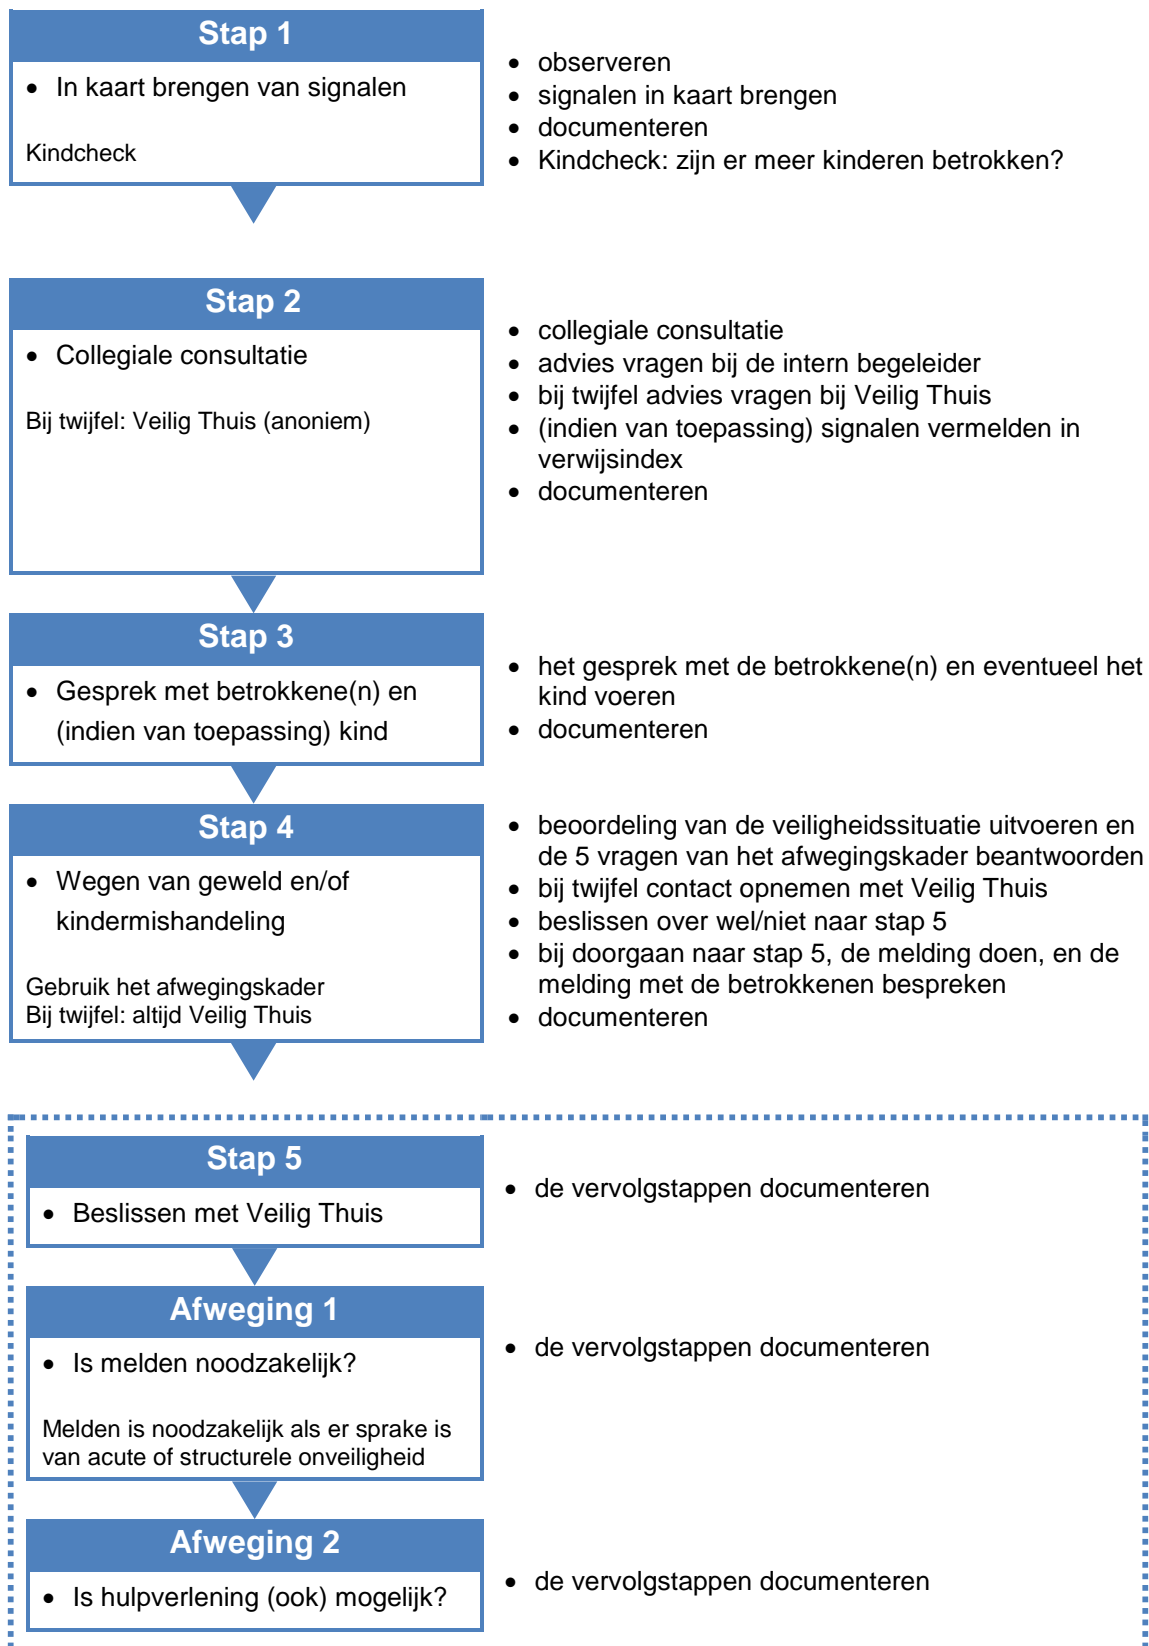 Stap 1
• In kaart brengen van signalen
Kindcheck
• observeren
• signalen in kaart brengen
• documenteren
• Kindcheck: zijn er meer kinderen betrokken?
Stap 2
• Collegiale consultatie
Bij twijfel: Veilig Thuis (anoniem)
• collegiale consultatie
• advies vragen bij de intern begeleider
• bij twijfel advies vragen bij Veilig Thuis
• (indien van toepassing) signalen vermelden in
verwijsindex
• documenteren
Stap 3
• Gesprek met betrokkene(n) en
(indien van toepassing) kind
• het gesprek met de betrokkene(n) en eventueel het
kind voeren
• documenteren
Stap 4
• Wegen van geweld en/of
kindermishandeling
Gebruik het afwegingskader
Bij twijfel: altijd Veilig Thuis
• beoordeling van de veiligheidssituatie uitvoeren en
de 5 vragen van het afwegingskader beantwoorden
• bij twijfel contact opnemen met Veilig Thuis
• beslissen over wel/niet naar stap 5
• bij doorgaan naar stap 5, de melding doen, en de
melding met de betrokkenen bespreken
• documenteren
Stap 5
• Beslissen met Veilig Thuis
• de vervolgstappen documenteren
Afweging 1
• Is melden noodzakelijk?
Melden is noodzakelijk als er sprake is
van acute of structurele onveiligheid
• de vervolgstappen documenteren
Afweging 2
• Is hulpverlening (ook) mogelijk?
• de vervolgstappen documenteren